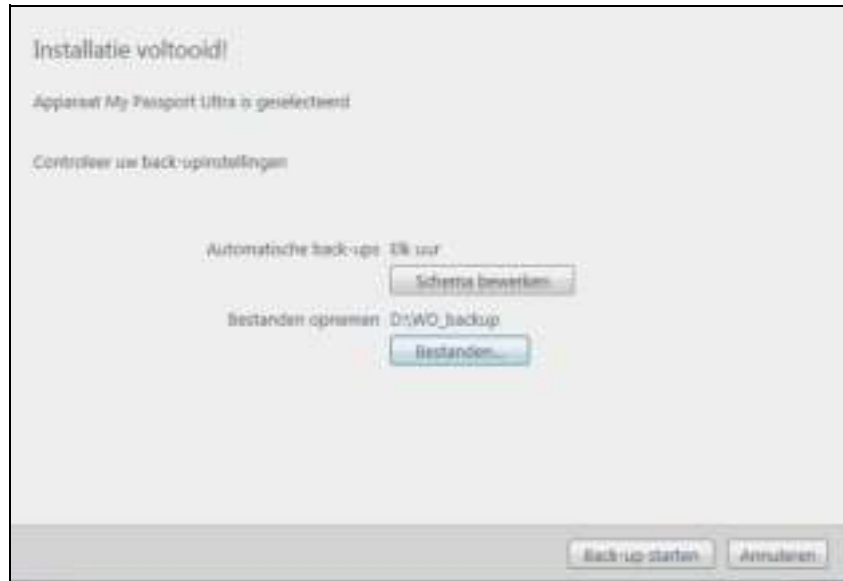 Installatie voltooid!
Apparaat My Passport Ultra is geselecteerd
Controleer uw back-upinstellingen
Automatische back-ups Elk uur
Schema bewerken
Bestanden opnemen D:\WO_backup
Bestanden...
Back-up starten Annuleren